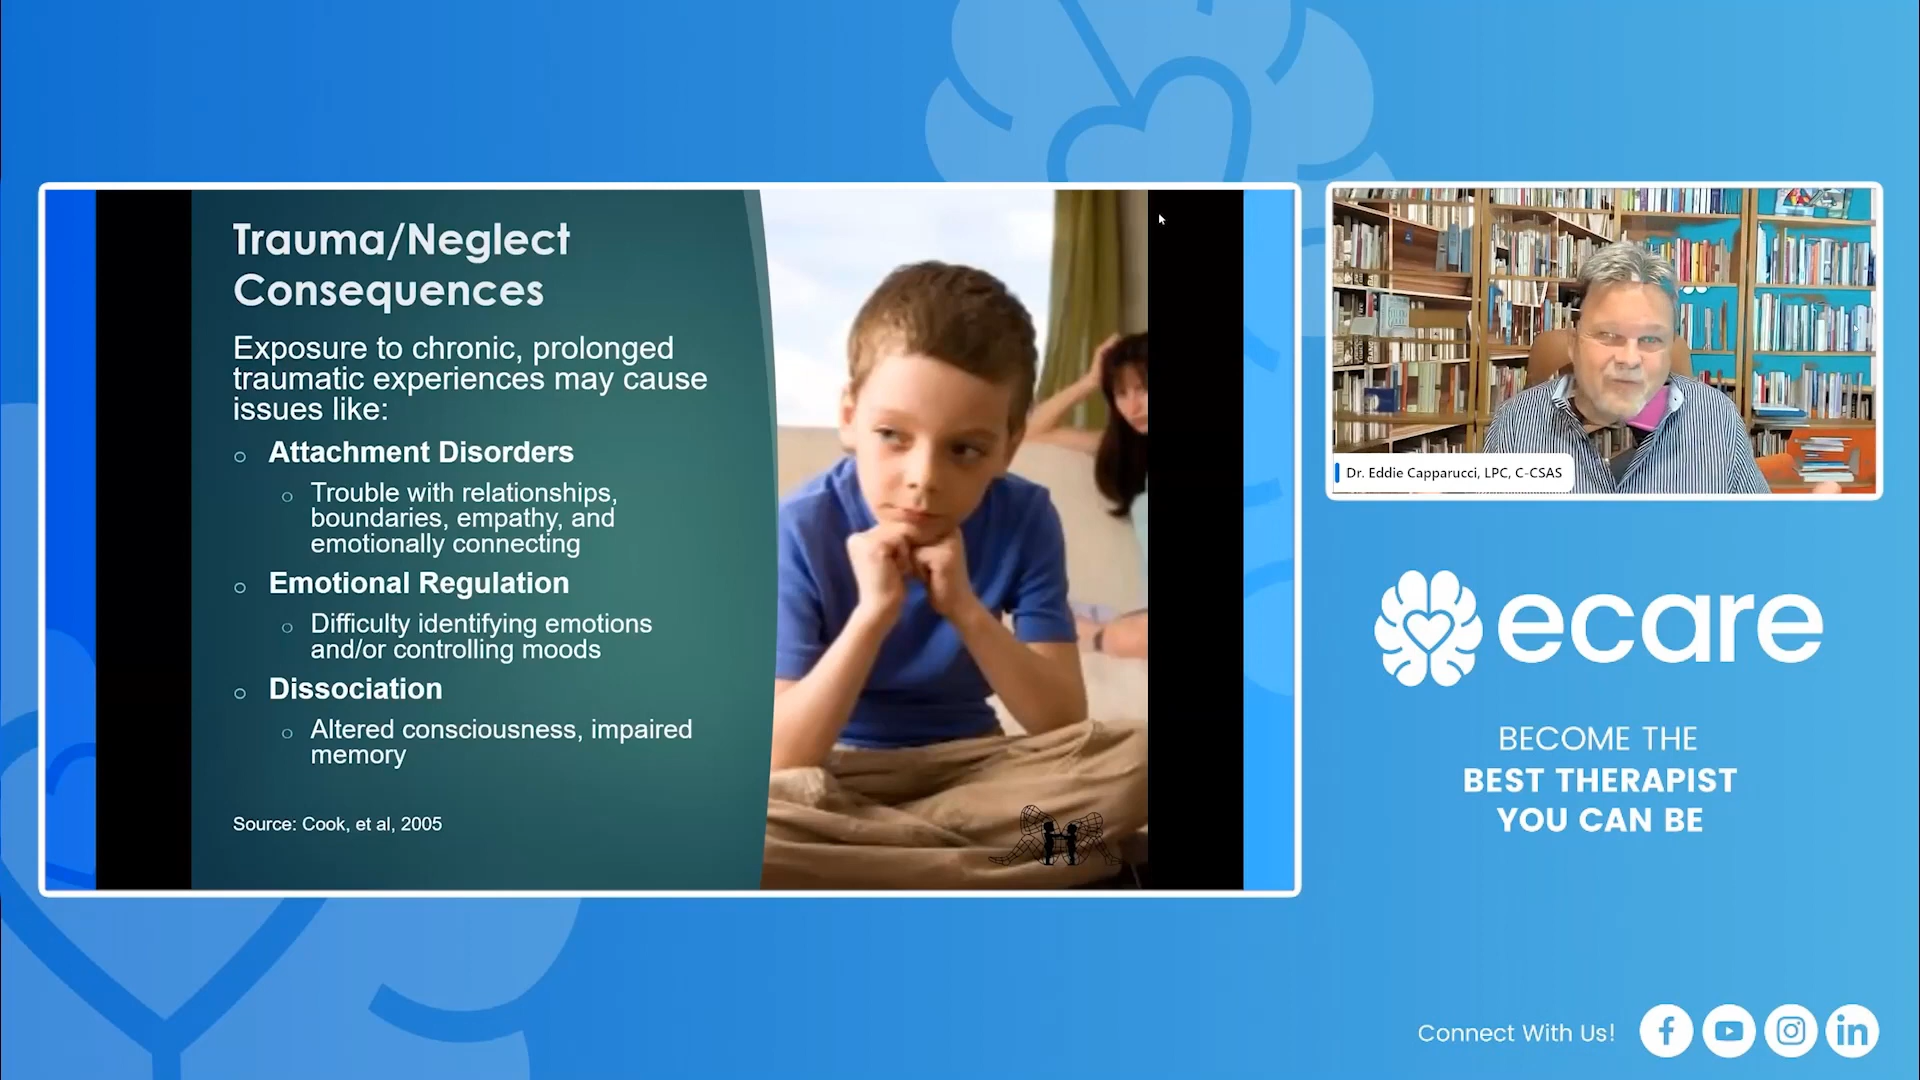 Trauma/Neglect
Consequences
Exposure to chronic, prolonged
traumatic experiences may cause
issues like:
Attachment Disorders
Trouble with relationships,
boundaries, empathy, and
emotionally connecting
Emotional Regulation
Difficulty identifying emotions
and/or controlling moods
Dissociation
Altered consciousness, impaired
memory
Source: Cook, et al, 2005
Dr. Eddie Capparucci, LPC, C-CSAS
ecare
BECOME THE
BEST THERAPIST
YOU CAN BE
Connect With Us!